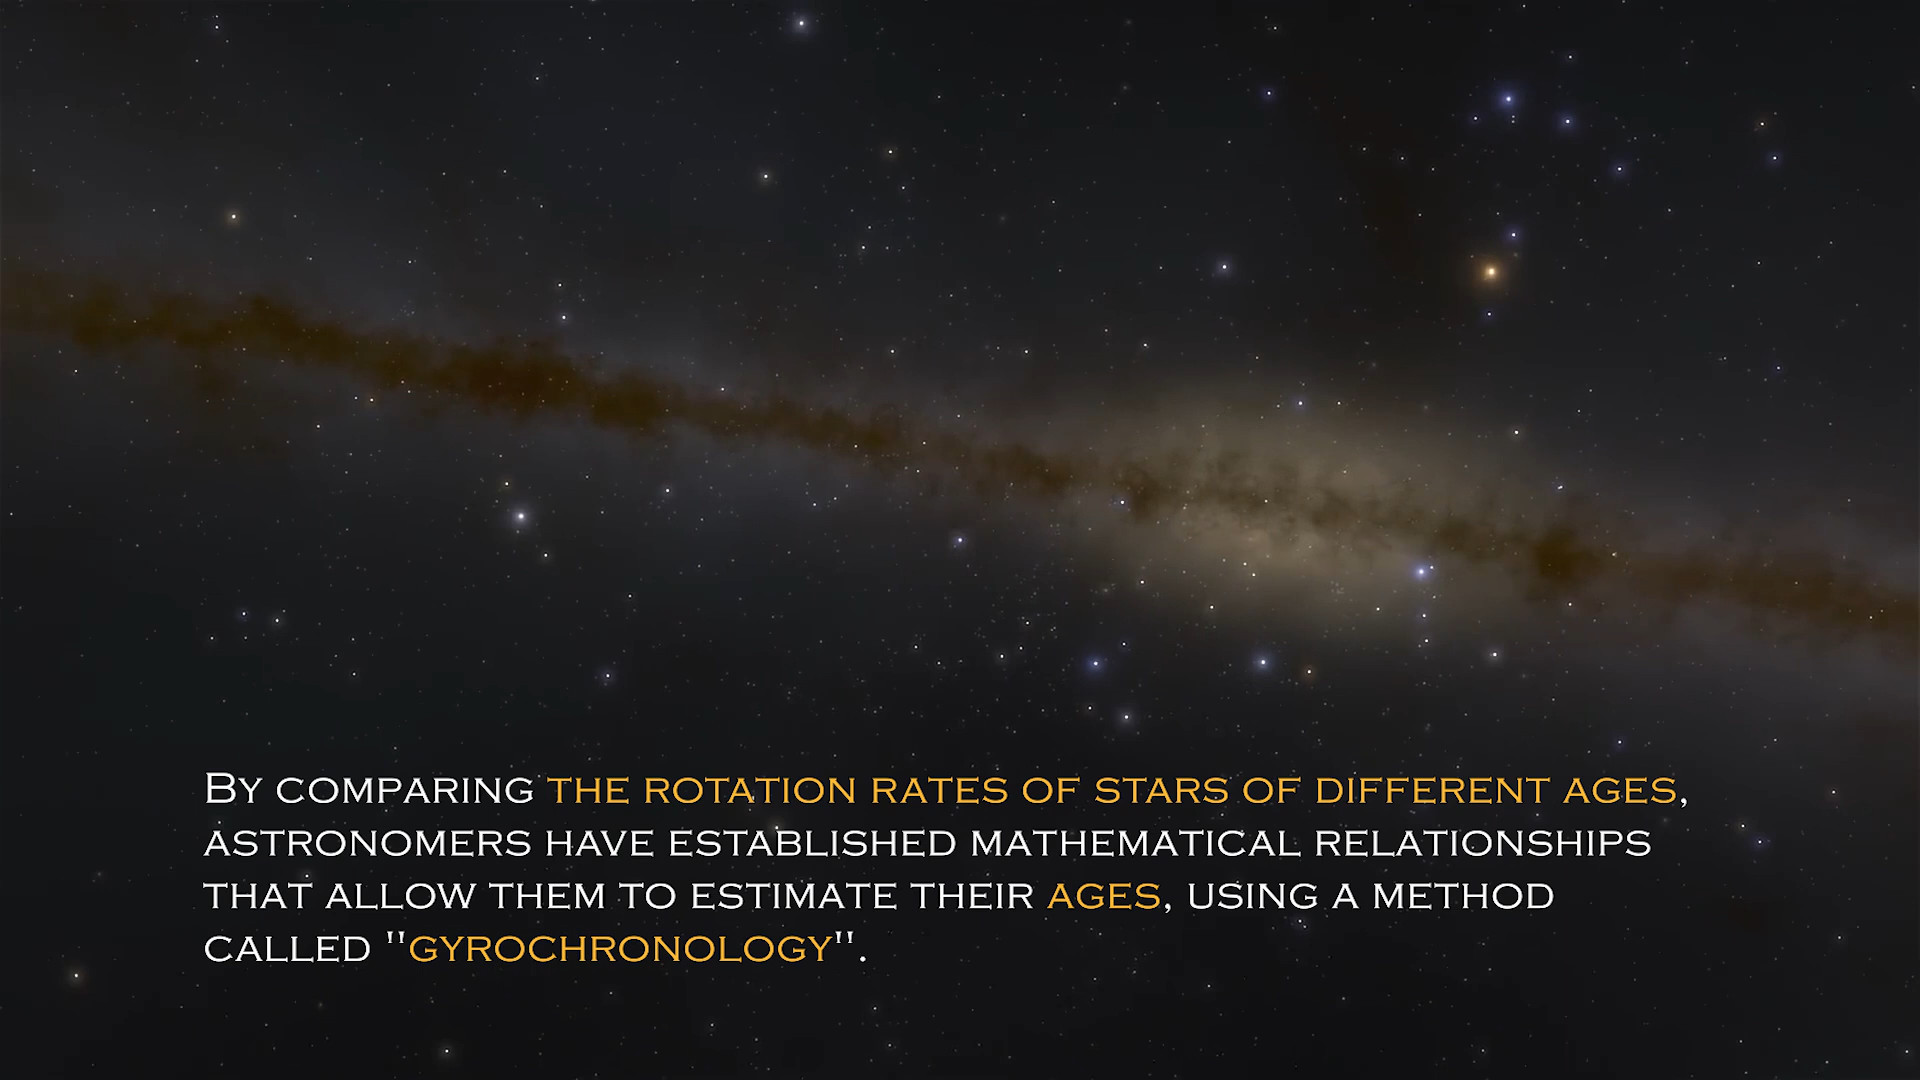 By comparing the rotation rates of stars of different ages,
astronomers have established mathematical relationships
that allow them to estimate their ages, using a method
called "gyrochronology".